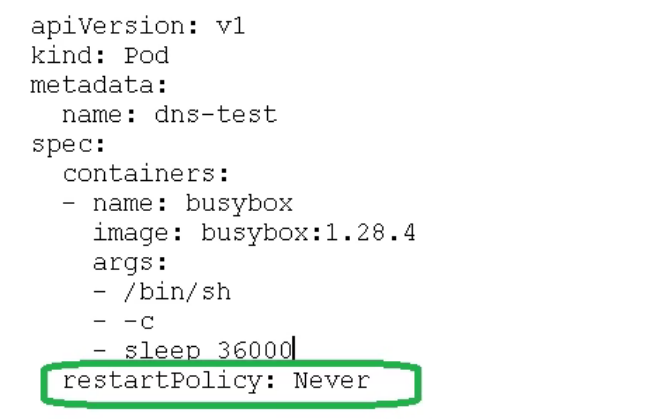 apiVersion: v1
kind: Pod
metadata:
  name: dns-test
spec:
  containers:
  - name: busybox
    image: busybox:1.28.4
    args:
    - /bin/sh
    - -c
    - sleep 36000
  restartPolicy: Never